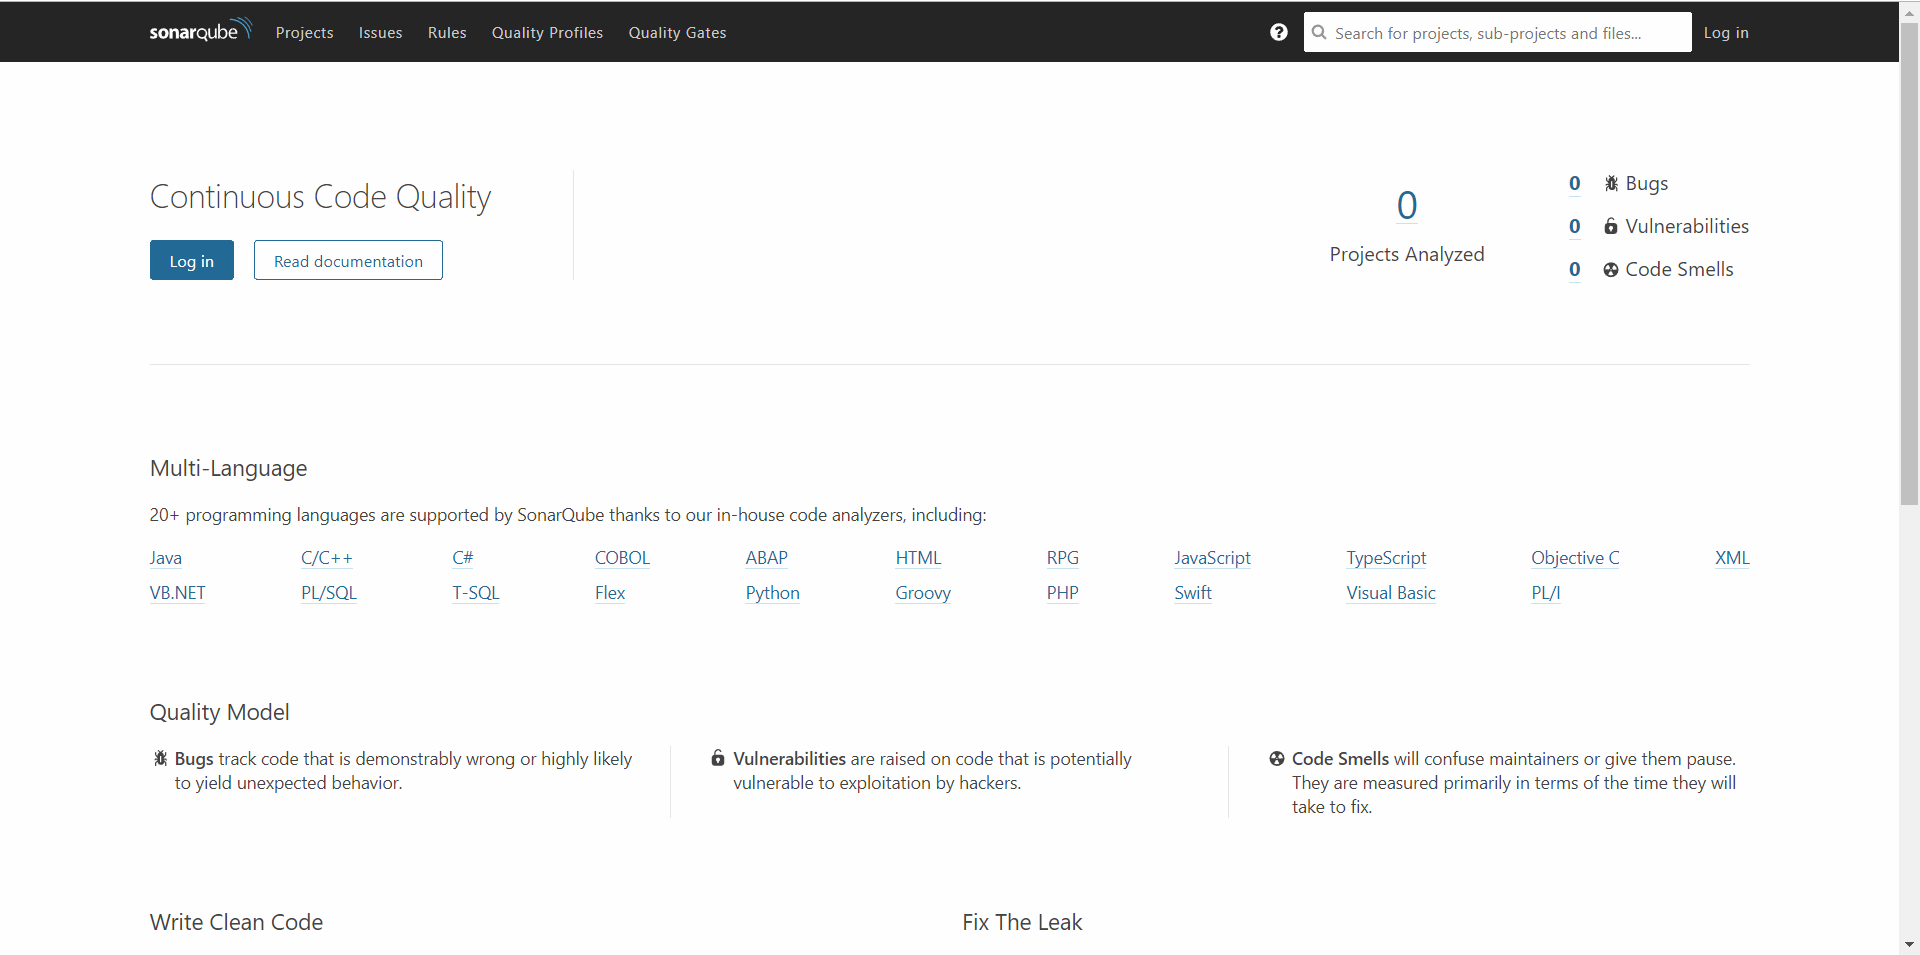 sonarqube Projects Issues Rules Quality Profiles Quality Gates ? Search for projects, sub-projects and files... Log in
Continuous Code Quality
Log in Read documentation
0
Projects Analyzed
0 Bugs
0 Vulnerabilities
0 Code Smells
Multi-Language
20+ programming languages are supported by SonarQube thanks to our in-house code analyzers, including:
Java C/C++ C# COBOL ABAP HTML RPG JavaScript TypeScript Objective C XML
VB.NET PL/SQL T-SQL Flex Python Groovy PHP Swift Visual Basic PL/I
Quality Model
Bugs track code that is demonstrably wrong or highly likely
to yield unexpected behavior.
Vulnerabilities are raised on code that is potentially
vulnerable to exploitation by hackers.
Code Smells will confuse maintainers or give them pause.
They are measured primarily in terms of the time they will
take to fix.
Write Clean Code
Fix The Leak